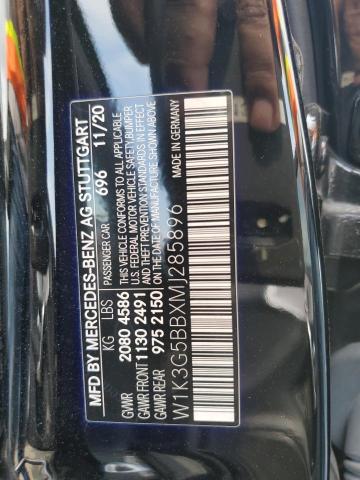 MFD BY MERCEDES-BENZ AG STUTTGART
PASSENGER CAR 696 11/20
KG LBS
GVWR 2080 4586
GAWR FRONT 1130 2491
GAWR REAR 975 2150
THIS VEHICLE CONFORMS TO ALL APPLICABLE
U.S. FEDERAL MOTOR VEHICLE SAFETY, BUMPER
AND THEFT PREVENTION STANDARDS IN EFFECT
ON DATE OF MANUFACTURE SHOWN ABOVE.
MADE IN GERMANY
W1K3G5BBXMJ285896